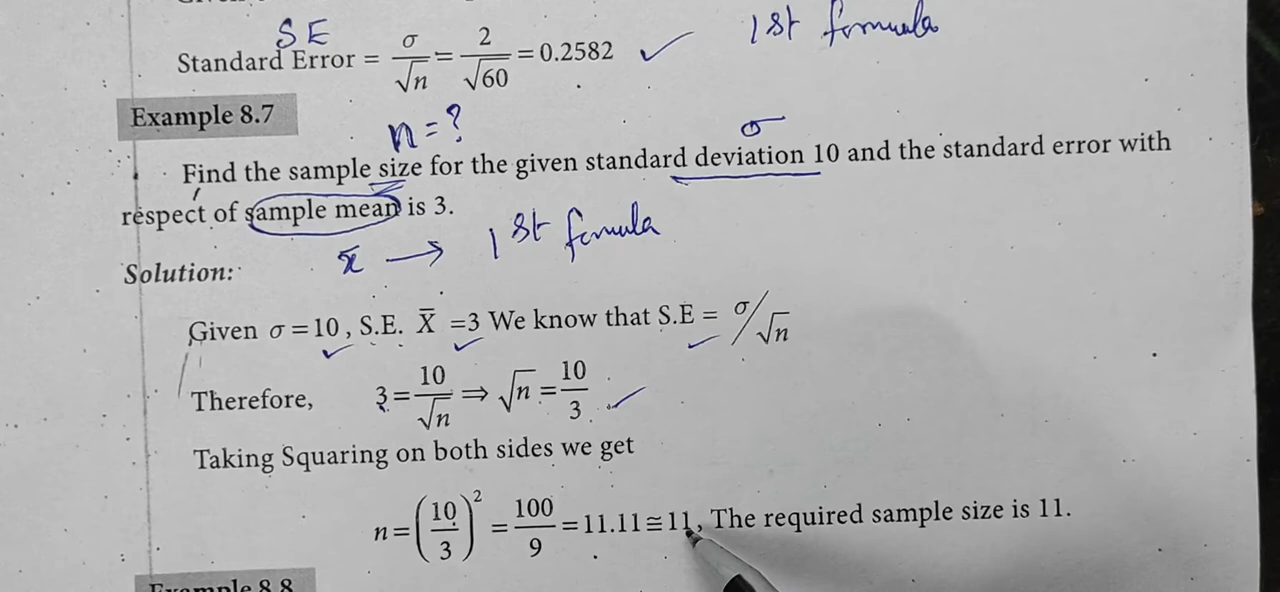 SE 1st formula
Standard Error = σ/√n = 2/√60 = 0.2582 ✓
Example 8.7
n = ? σ
Find the sample size for the given standard deviation 10 and the standard error with
respect of sample mean is 3.
x̄ → 1st formula
Solution:
Given σ = 10, S.E. X̄ =3 We know that S.E = σ/√n
Therefore, 3 = 10/√n ⇒ √n = 10/3 ✓
Taking Squaring on both sides we get
n = (10/3)² = 100/9 = 11.11 ≅ 11, The required sample size is 11.
Example 8.8